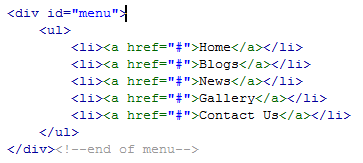 <div id="menu">
<ul>
<li><a href="#">Home</a></li>
<li><a href="#">Blogs</a></li>
<li><a href="#">News</a></li>
<li><a href="#">Gallery</a></li>
<li><a href="#">Contact Us</a></li>
</ul>
</div><!--end of menu-->